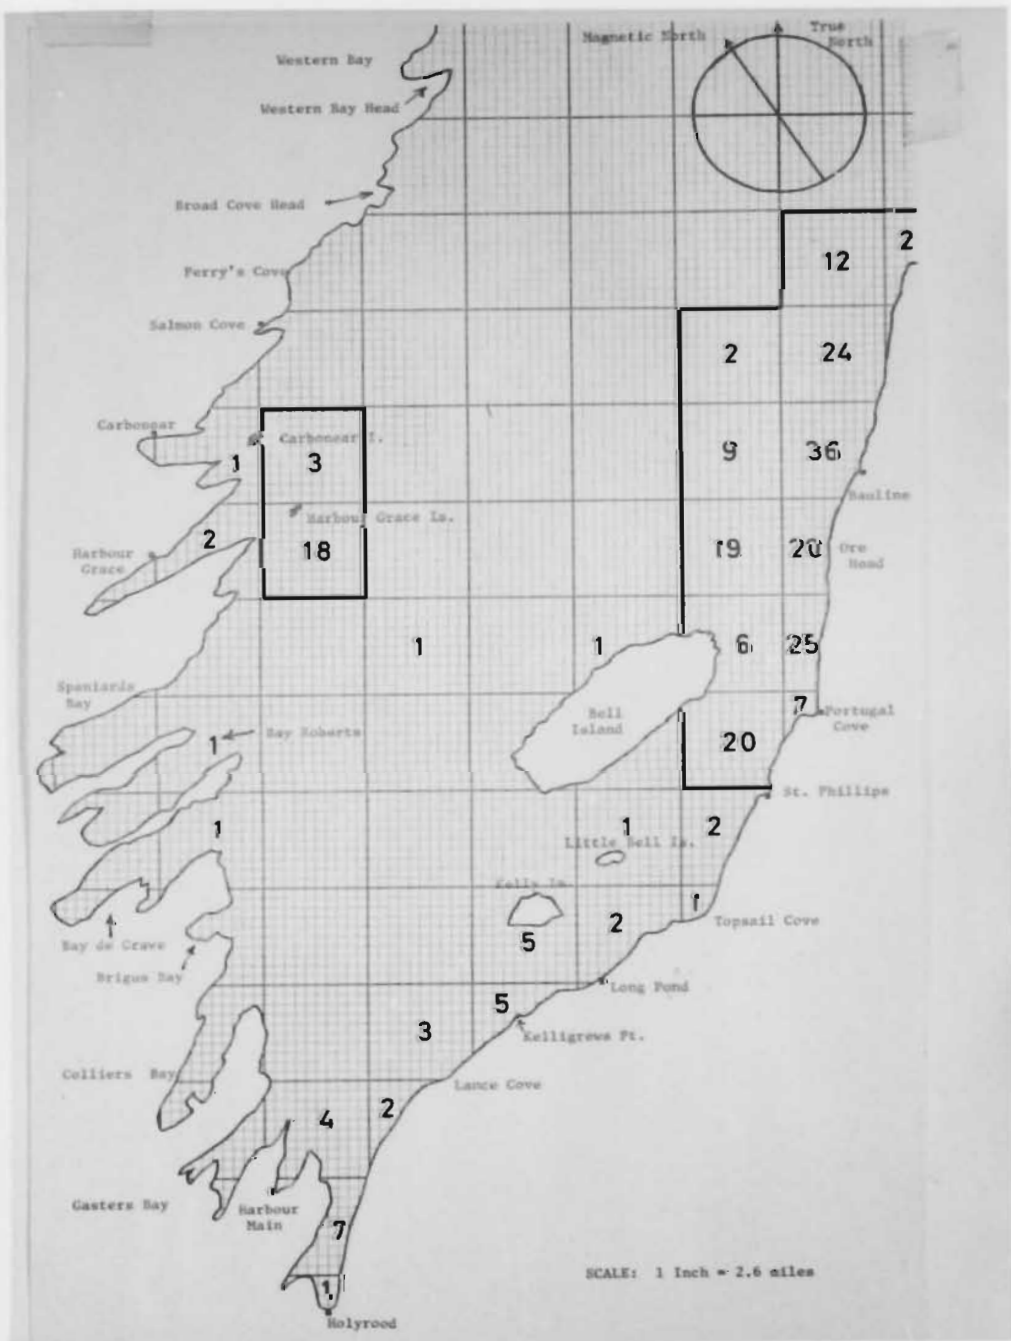 Magnetic North
True
North
Western Bay
Western Bay Head
Broad Cove Head
2
12
Perry's Cove
Salmon Cove
2
24
Carbonear
Carbonear I.
1
3
9
36
Bauline
Harbour Grace Is.
2
18
19
Ore
Head
Harbour
Grace
1
1
6
25
Spaniards
Bay
7
Portugal
Cove
Bell
Island
Bay Roberts
1
20
St. Phillips
1
1
2
Little Bell Is.
Kelly Is.
1
Topsail Cove
2
5
Bay de Grave
Brigus Bay
Long Pond
5
3
Kelligrews Pt.
Colliers Bay
Lance Cove
2
4
Gasters Bay
Harbour
Main
7
SCALE: 1 Inch = 2.6 miles
1
Holyrood